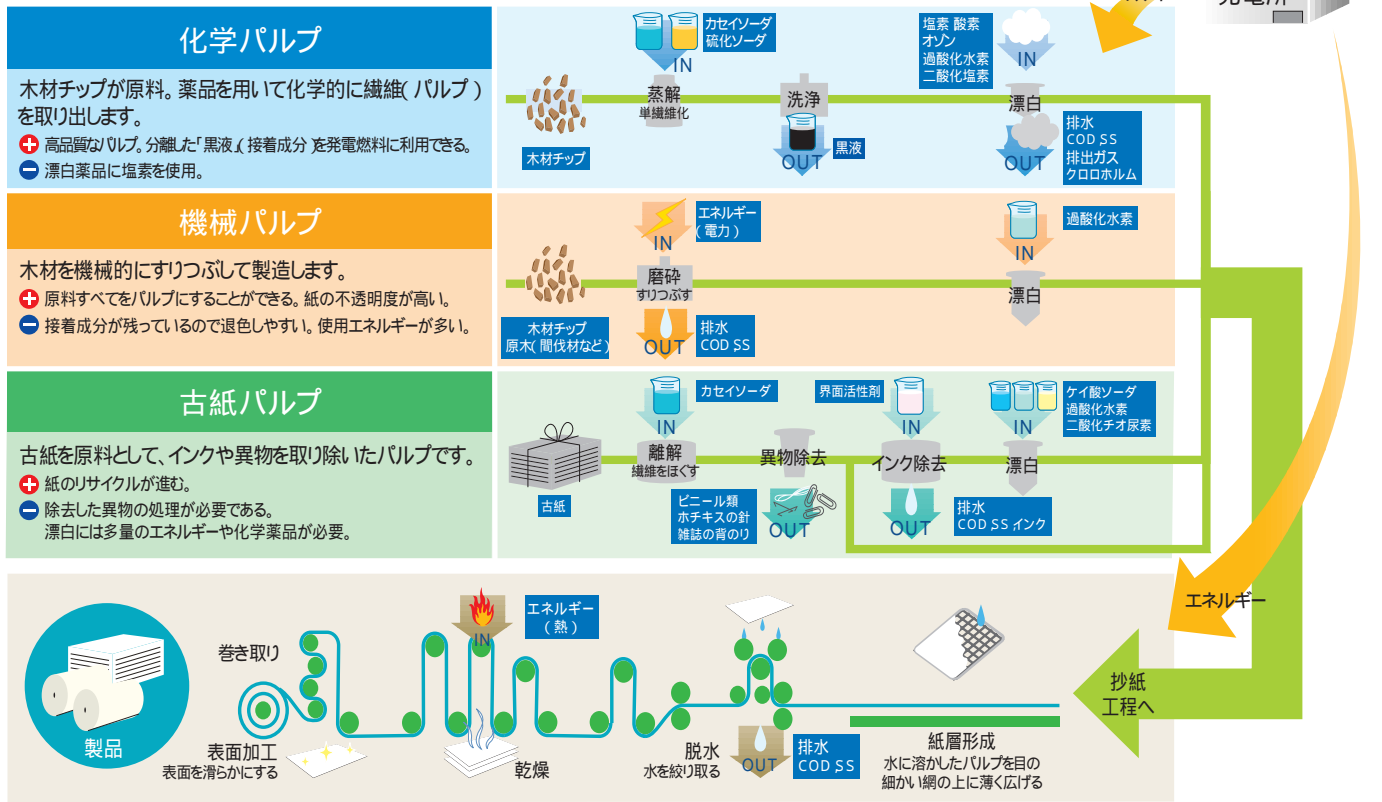 化学パルプ
木材チップが原料。薬品を用いて化学的に繊維(パルプ)
を取り出します。
高品質なパルプ。分離した「黒液」(接着成分)を発電燃料に利用できる。
漂白薬品に塩素を使用。
木材チップ
カセイソーダ
硫化ソーダ
IN
蒸解
単繊維化
洗浄
黒液
OUT
塩素 酸素
オゾン
過酸化水素
二酸化塩素
IN
漂白
OUT
排水
COD,SS
排出ガス
クロロホルム
機械パルプ
木材を機械的にすりつぶして製造します。
原料すべてをパルプにすることができる。紙の不透明度が高い。
接着成分が残っているので退色しやすい。使用エネルギーが多い。
木材チップ
原木(間伐材など)
エネルギー
(電力)
IN
磨砕
すりつぶす
OUT
排水
COD,SS
過酸化水素
IN
漂白
古紙パルプ
古紙を原料として、インクや異物を取り除いたパルプです。
紙のリサイクルが進む。
除去した異物の処理が必要である。
漂白には多量のエネルギーや化学薬品が必要。
古紙
カセイソーダ
IN
離解
繊維をほぐす
異物除去
ビニール類
ホチキスの針
雑誌の背のり
OUT
界面活性剤
IN
インク除去
OUT
排水
COD,SS インク
ケイ酸ソーダ
過酸化水素
二酸化チオ尿素
IN
漂白
エネルギー
抄紙
工程へ
製品
巻き取り
表面加工
表面を滑らかにする
エネルギー
(熱)
IN
乾燥
脱水
水を絞り取る
OUT
排水
COD,SS
紙層形成
水に溶かしたパルプを目の
細かい網の上に薄く広げる